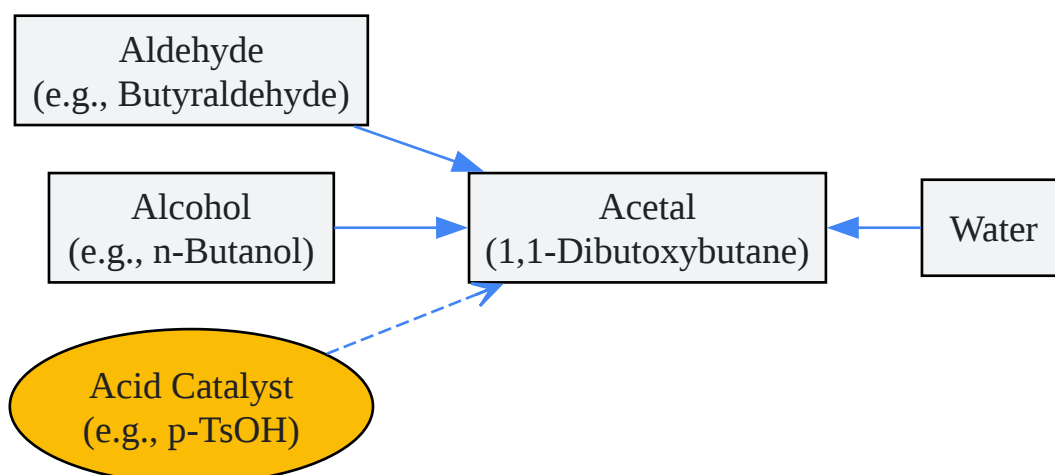 Aldehyde
(e.g., Butyraldehyde)
Alcohol
(e.g., n-Butanol)
Acetal
(1,1-Dibutoxybutane)
Water
Acid Catalyst
(e.g., p-TsOH)